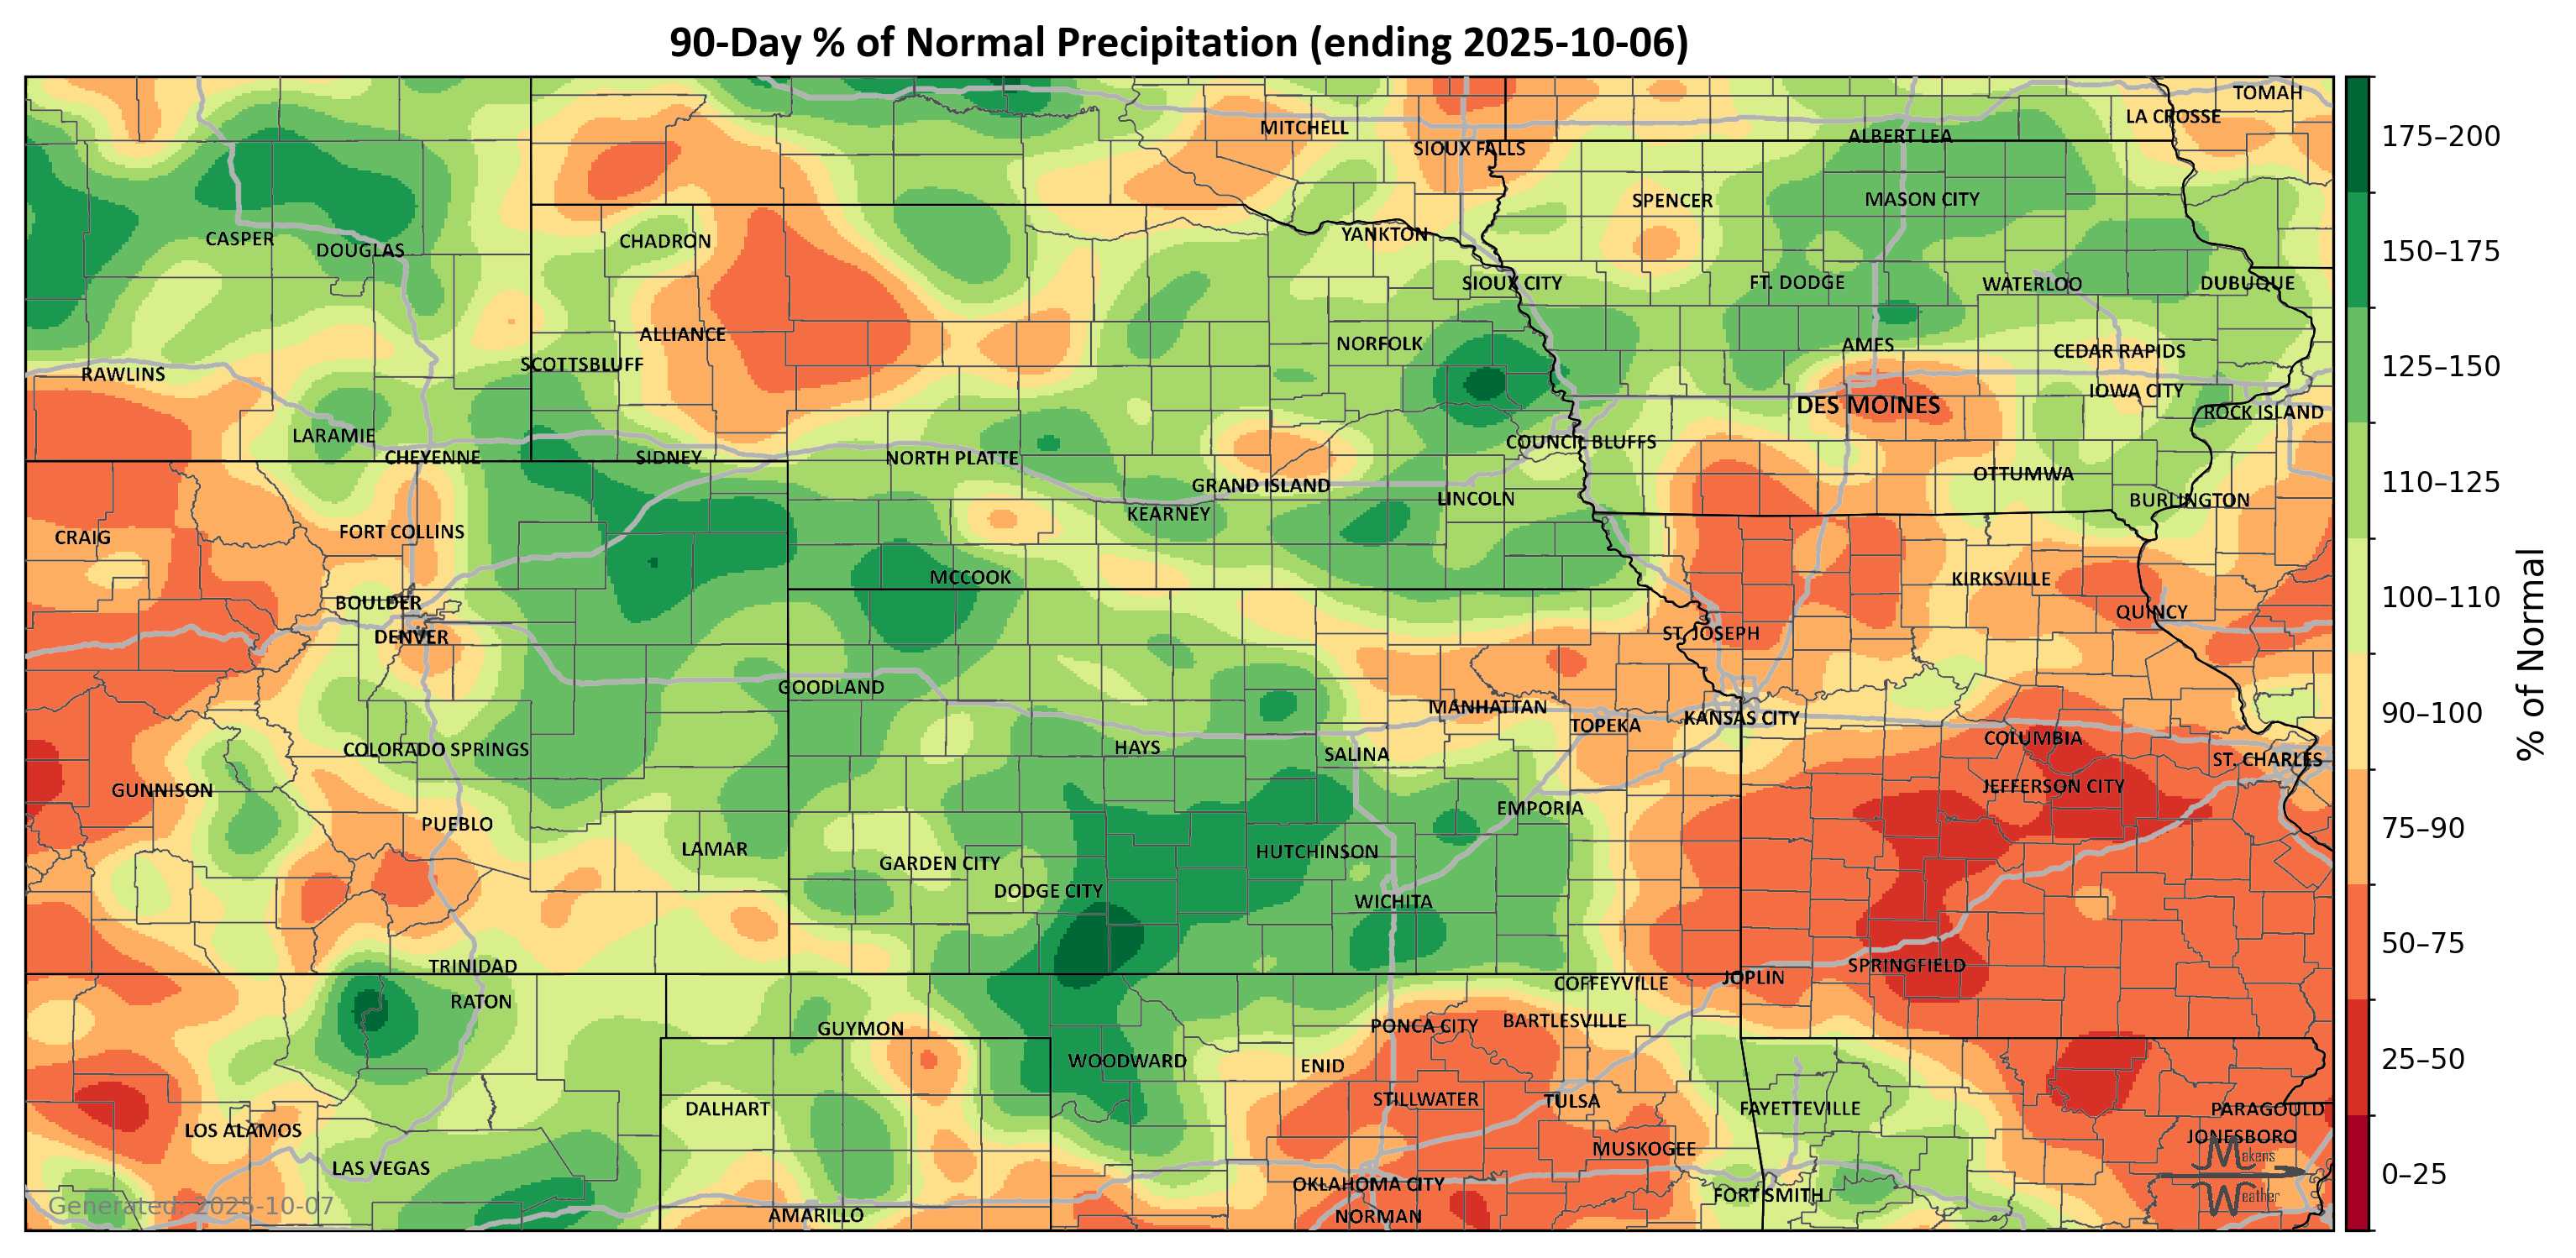 90-Day % of Normal Precipitation (ending 2025-10-06)
TOMAH
LA CROSSE
MITCHELL
ALBERT LEA
SIOUX FALLS
SPENCER
MASON CITY
CASPER
DOUGLAS
CHADRON
YANKTON
SIOUX CITY
FT. DODGE
WATERLOO
DUBUQUE
ALLIANCE
NORFOLK
AMES
CEDAR RAPIDS
SCOTTSBLUFF
RAWLINS
IOWA CITY
DES MOINES
ROCK ISLAND
LARAMIE
COUNCIL BLUFFS
CHEYENNE
SIDNEY
NORTH PLATTE
OTTUMWA
GRAND ISLAND
LINCOLN
BURLINGTON
KEARNEY
CRAIG
FORT COLLINS
MCCOOK
KIRKSVILLE
BOULDER
QUINCY
DENVER
ST. JOSEPH
GOODLAND
MANHATTAN
TOPEKA
KANSAS CITY
COLUMBIA
COLORADO SPRINGS
HAYS
SALINA
ST. CHARLES
GUNNISON
JEFFERSON CITY
EMPORIA
PUEBLO
LAMAR
GARDEN CITY
HUTCHINSON
DODGE CITY
WICHITA
TRINIDAD
SPRINGFIELD
JOPLIN
COFFEYVILLE
RATON
GUYMON
PONCA CITY
BARTLESVILLE
WOODWARD
ENID
STILLWATER
TULSA
DALHART
FAYETTEVILLE
PARAGOULD
LOS ALAMOS
JONESBORO
MUSKOGEE
LAS VEGAS
OKLAHOMA CITY
FORT SMITH
AMARILLO
NORMAN
Makens
Weather
Generated: 2025-10-07
175–200
150–175
125–150
110–125
100–110
90–100
75–90
50–75
25–50
0–25
% of Normal